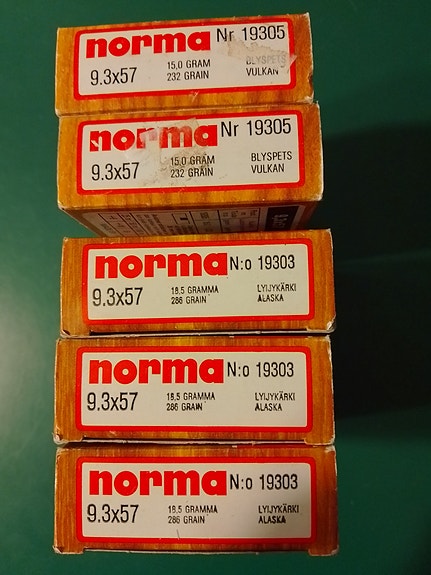 norma Nr 19305
9.3x57 15,0 GRAM BLYSPETS
232 GRAIN VULKAN
norma Nr 19305
9.3x57 15,0 GRAM BLYSPETS
232 GRAIN VULKAN
norma N:o 19303
9.3x57 18,5 GRAMMA LYIJYKÄRKI
286 GRAIN ALASKA
norma N:o 19303
9.3x57 18,5 GRAMMA LYIJYKÄRKI
286 GRAIN ALASKA
norma N:o 19303
9.3x57 18,5 GRAMMA LYIJYKÄRKI
286 GRAIN ALASKA